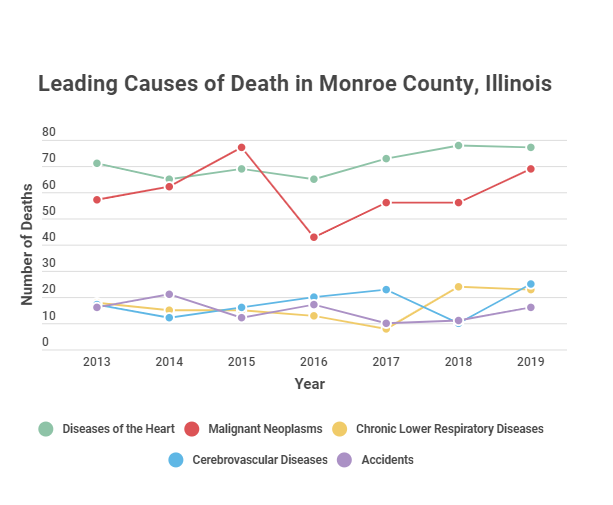 Leading Causes of Death in Monroe County, Illinois
80
70
60
50
40
30
20
10
0
Number of Deaths
2013 2014 2015 2016 2017 2018 2019
Year
Diseases of the Heart Malignant Neoplasms Chronic Lower Respiratory Diseases
Cerebrovascular Diseases Accidents